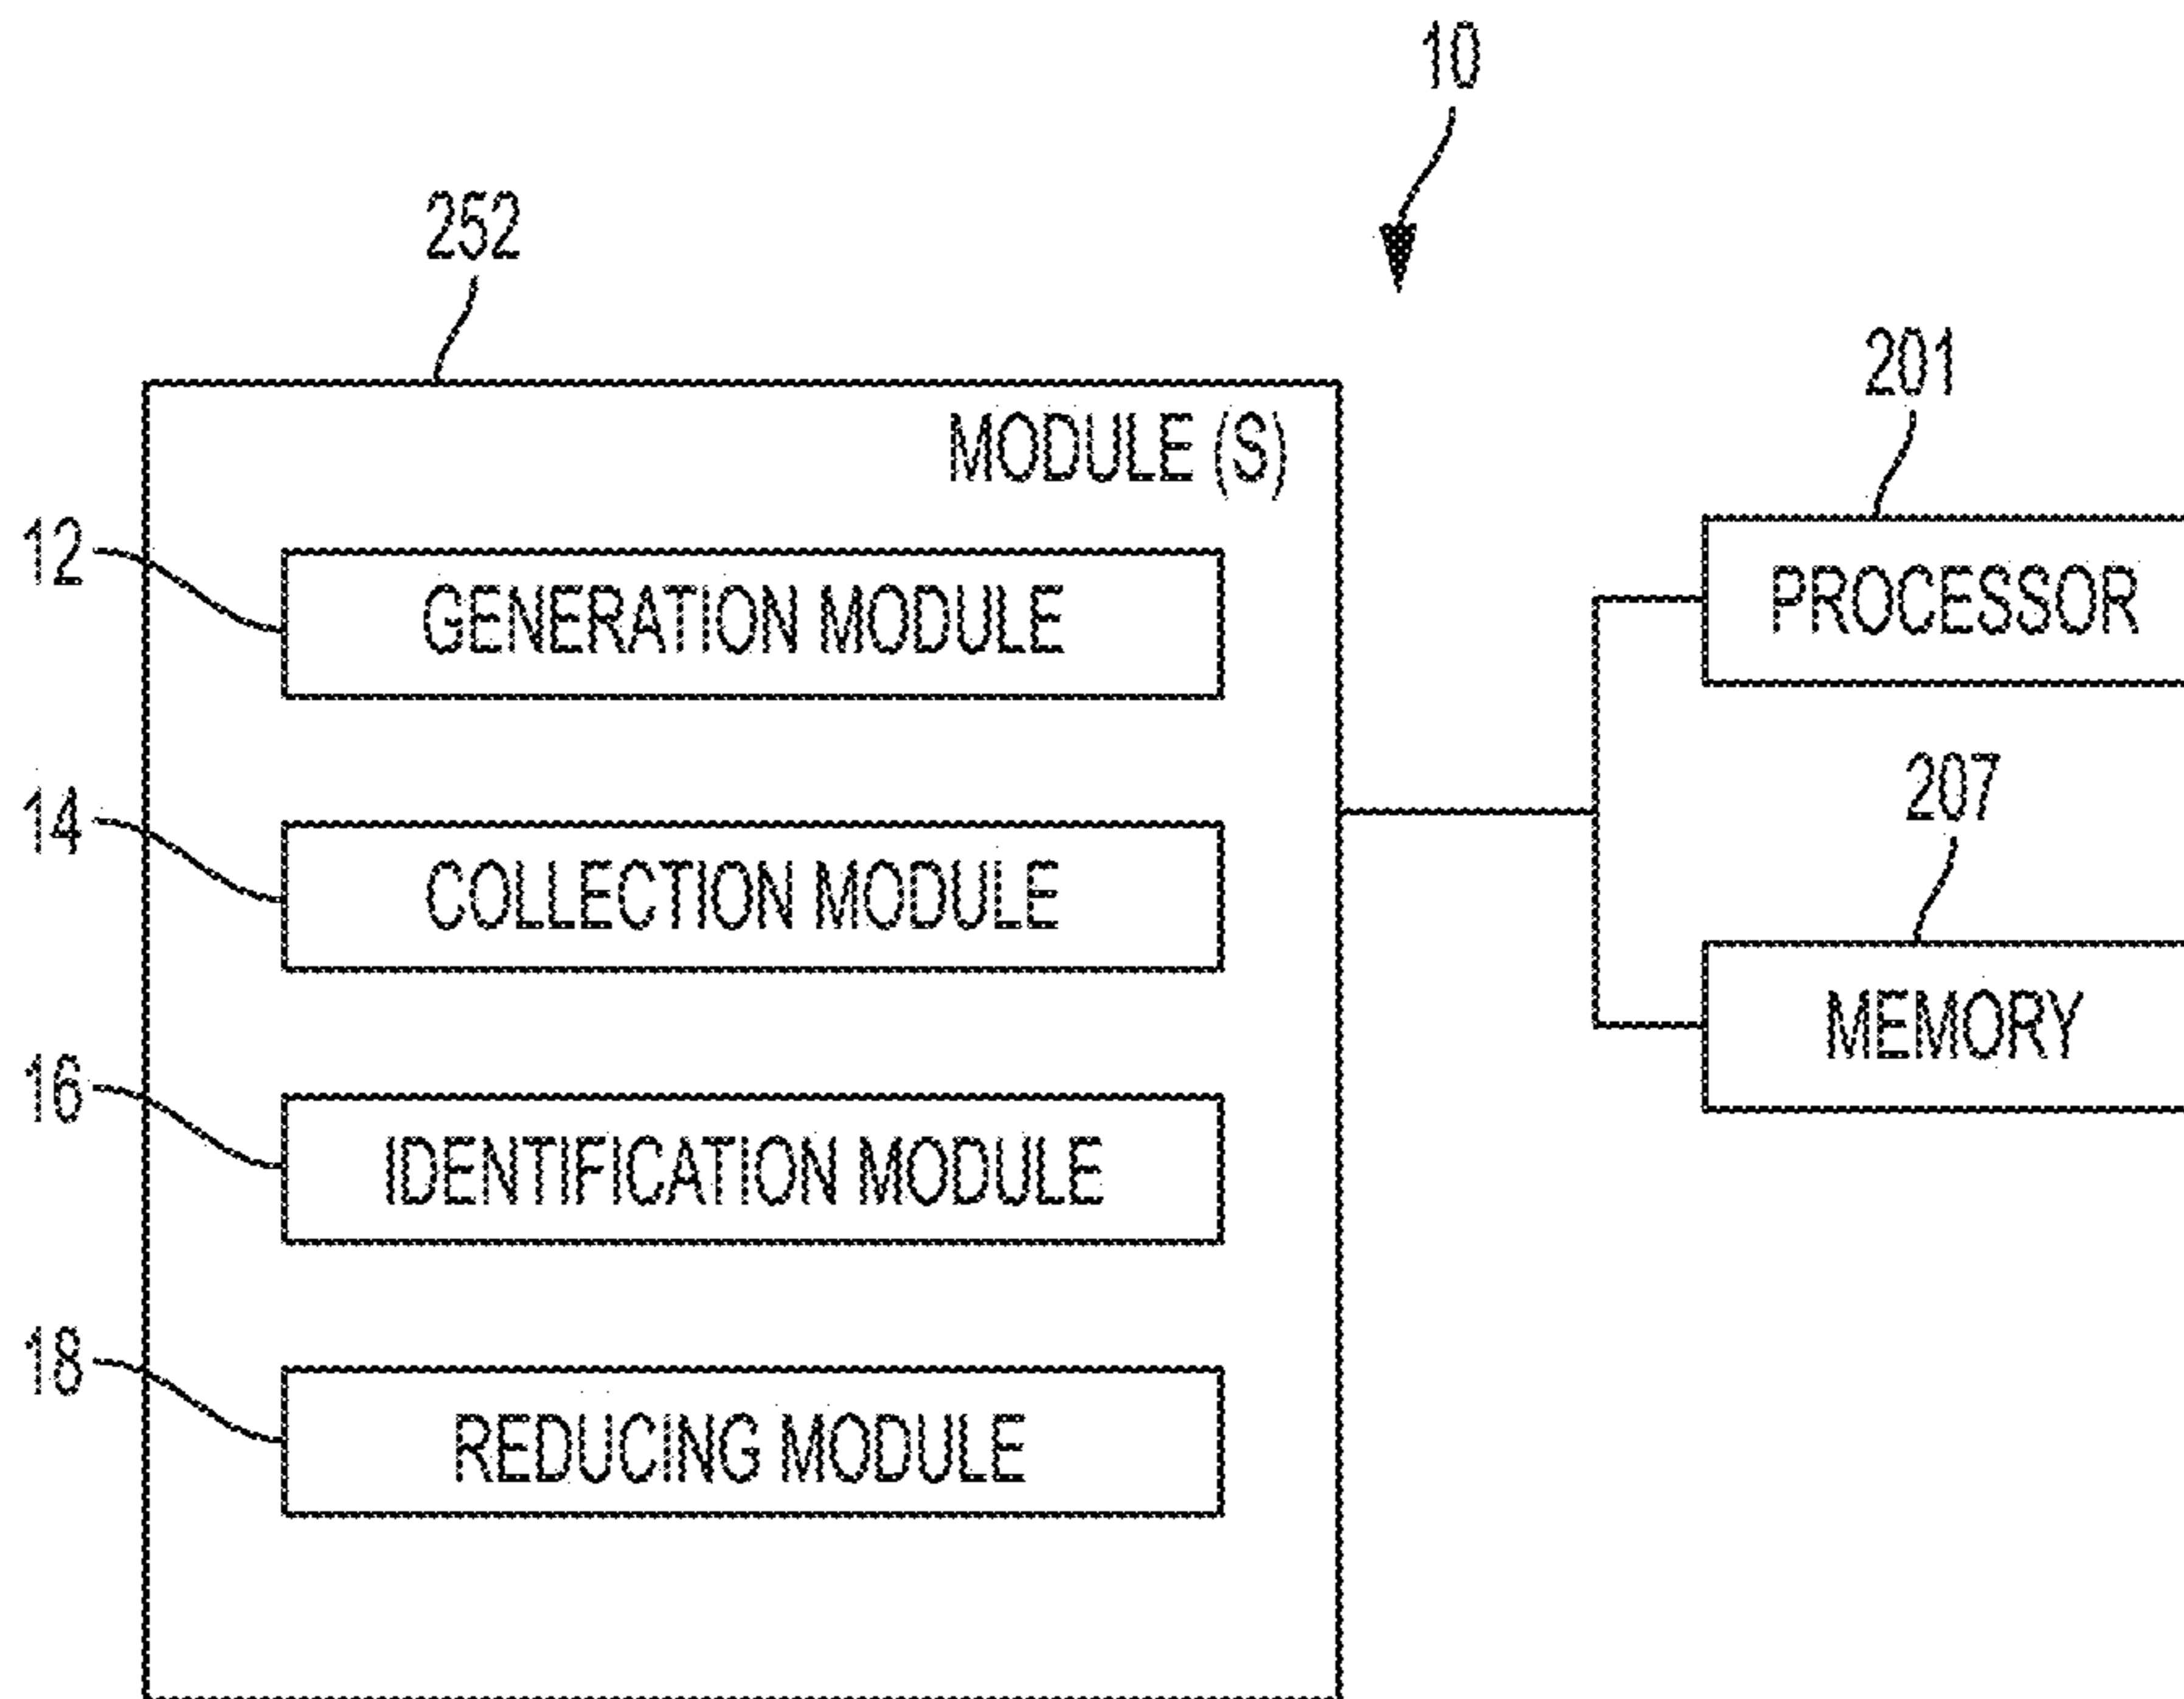 10
252
MODULE (S)
201
12
GENERATION MODULE
PROCESSOR
207
14
COLLECTION MODULE
MEMORY
16
IDENTIFICATION MODULE
18
REDUCING MODULE